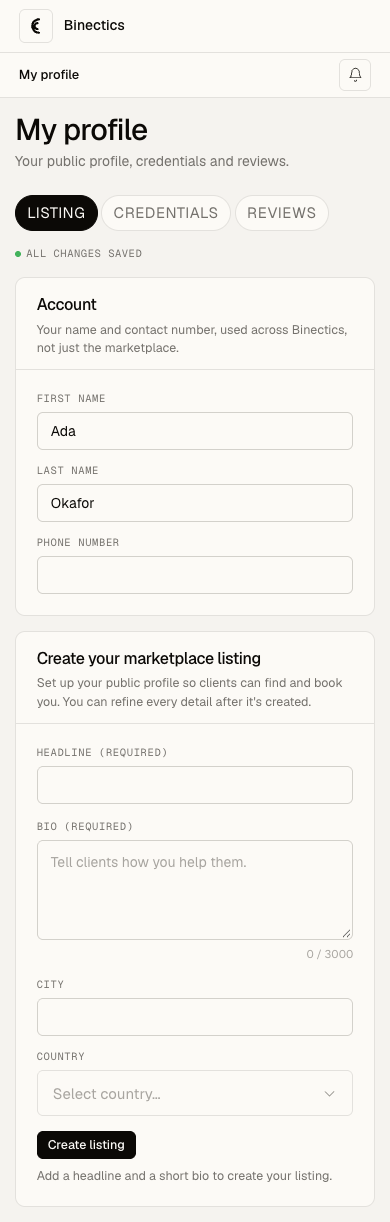 Binectics
My profile
My profile
Your public profile, credentials and reviews.
LISTING
CREDENTIALS
REVIEWS
ALL CHANGES SAVED
Account
Your name and contact number, used across Binectics,
not just the marketplace.
FIRST NAME
Ada
LAST NAME
Okafor
PHONE NUMBER
Create your marketplace listing
Set up your public profile so clients can find and book
you. You can refine every detail after it's created.
HEADLINE (REQUIRED)
BIO (REQUIRED)
Tell clients how you help them.
0 / 3000
CITY
COUNTRY
Select country...
Create listing
Add a headline and a short bio to create your listing.